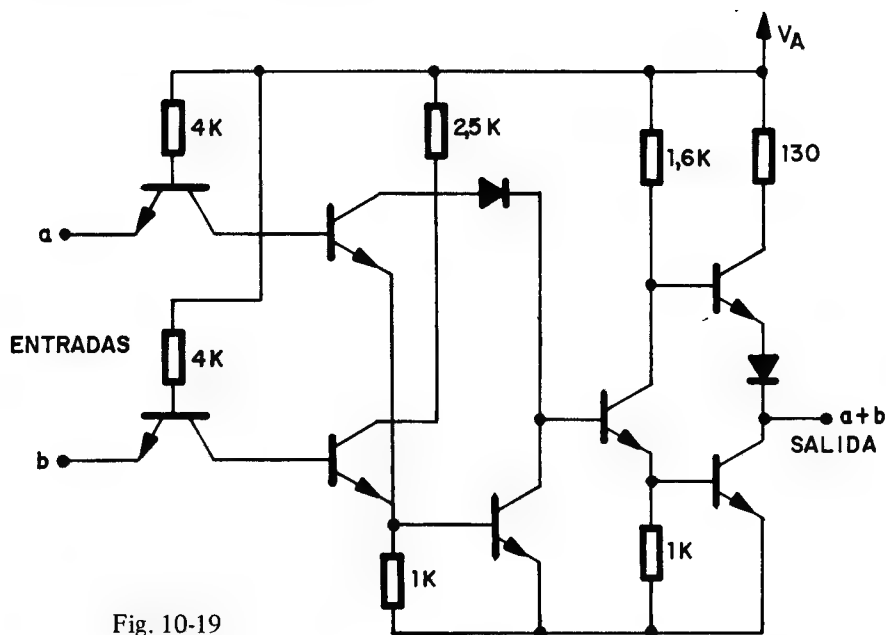 VA
4K
2,5K
1,6K
130
a
ENTRADAS
4K
b
a+b
SALIDA
1K
1K
Fig. 10-19